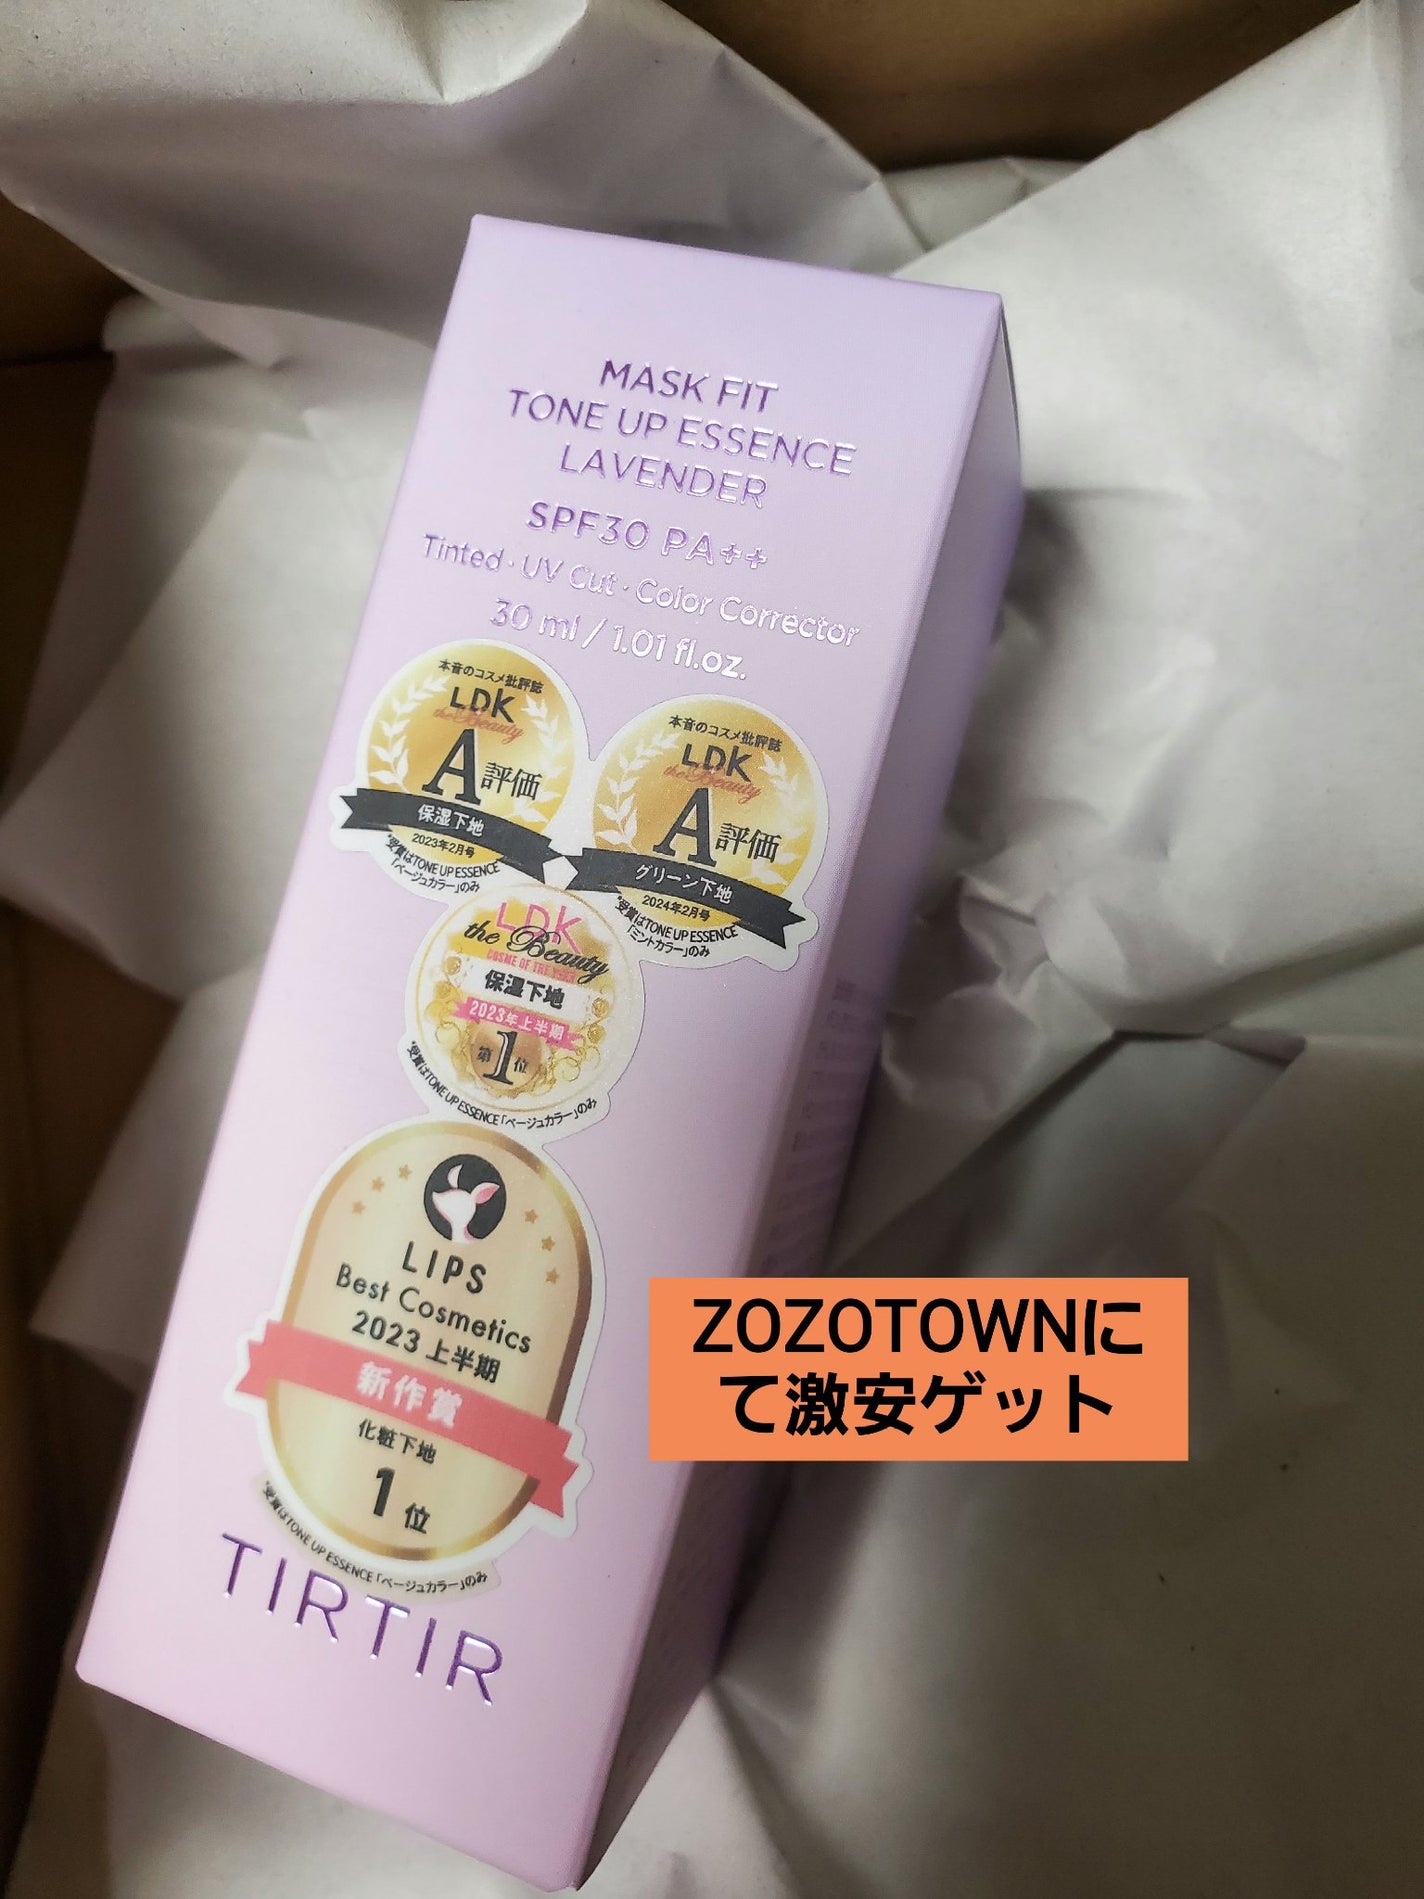 MASK FIT
TONE UP ESSENCE
LAVENDER
SPF30 PA++
Tinted · UV Cut · Color Corrector
30 ml / 1.01 fl.oz.
本音のコスメ批評誌
LDK
the Beauty
A評価
保湿下地
2023年2月号
*受賞はTONE UP ESSENCE
「ベージュカラー」のみ
本音のコスメ批評誌
LDK
the Beauty
A評価
グリーン下地
2024年2月号
*受賞はTONE UP ESSENCE
「ミントカラー」のみ
LDK
the Beauty
COSME OF THE YEAR
保湿下地
2023年上半期
第1位
*受賞はTONE UP ESSENCE「ベージュカラー」のみ
LIPS
Best Cosmetics
2023 上半期
新作賞
化粧下地
1位
*受賞はTONE UP ESSENCE「ベージュカラー」のみ
TIRTIR
ZOZOTOWNに
て激安ゲット